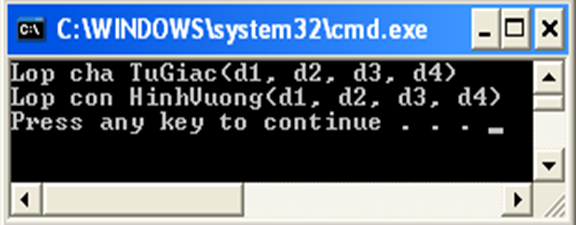 C:\WINDOWS\system32\cmd.exe
Lop cha TuGiac(d1, d2, d3, d4)
Lop con HinhVuong(d1, d2, d3, d4)
Press any key to continue . . . _